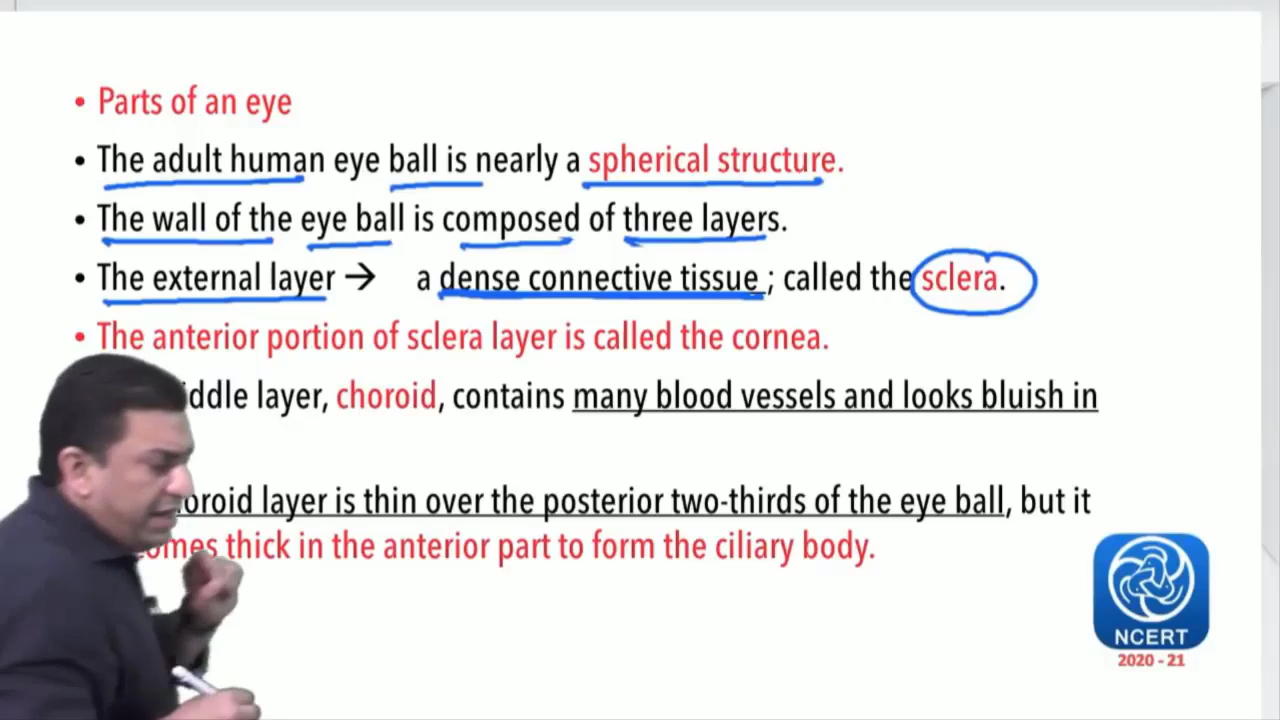 • Parts of an eye
• The adult human eye ball is nearly a spherical structure.
• The wall of the eye ball is composed of three layers.
• The external layer → a dense connective tissue ; called the sclera.
• The anterior portion of sclera layer is called the cornea.
layer, choroid, contains many blood vessels and looks bluish in
layer is thin over the posterior two-thirds of the eye ball, but it
thick in the anterior part to form the ciliary body.
NCERT
2020 - 21